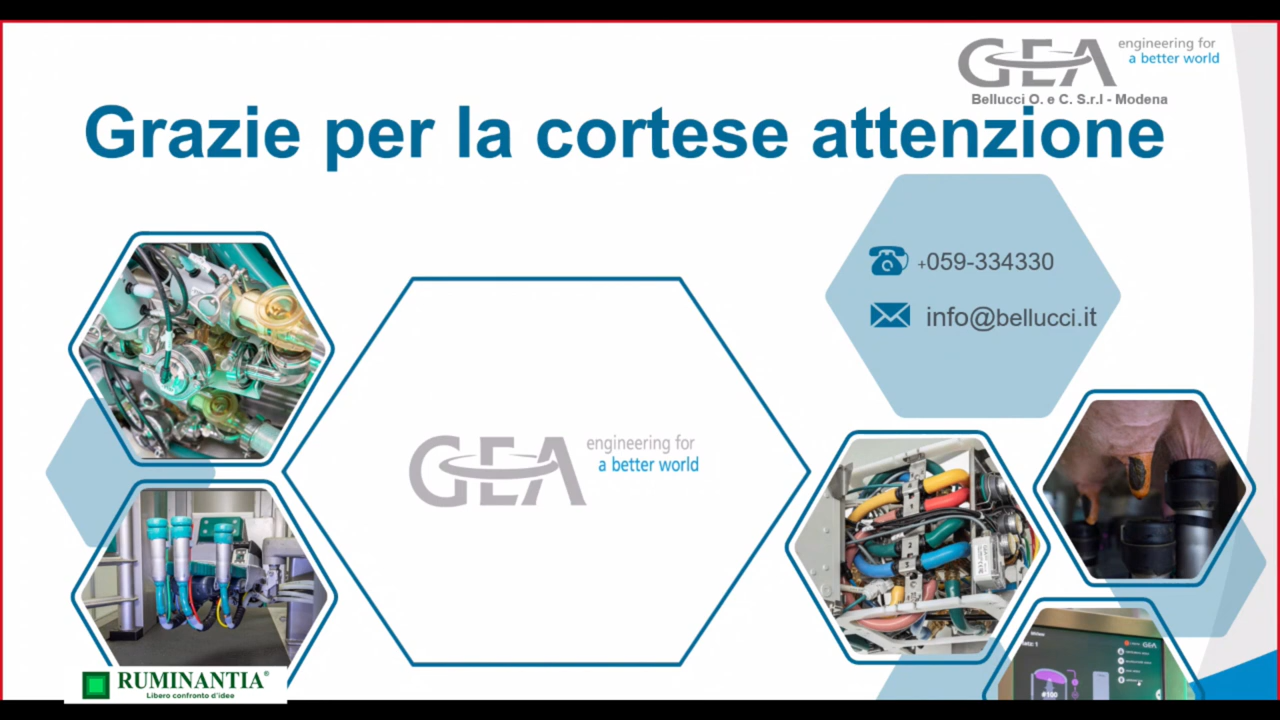 GEA engineering for
a better world
Bellucci O. e C. S.r.l - Modena
Grazie per la cortese attenzione
+059-334330
info@bellucci.it
GEA engineering for
a better world
GEA
RUMINANTIA®
Libero confronto d'idee